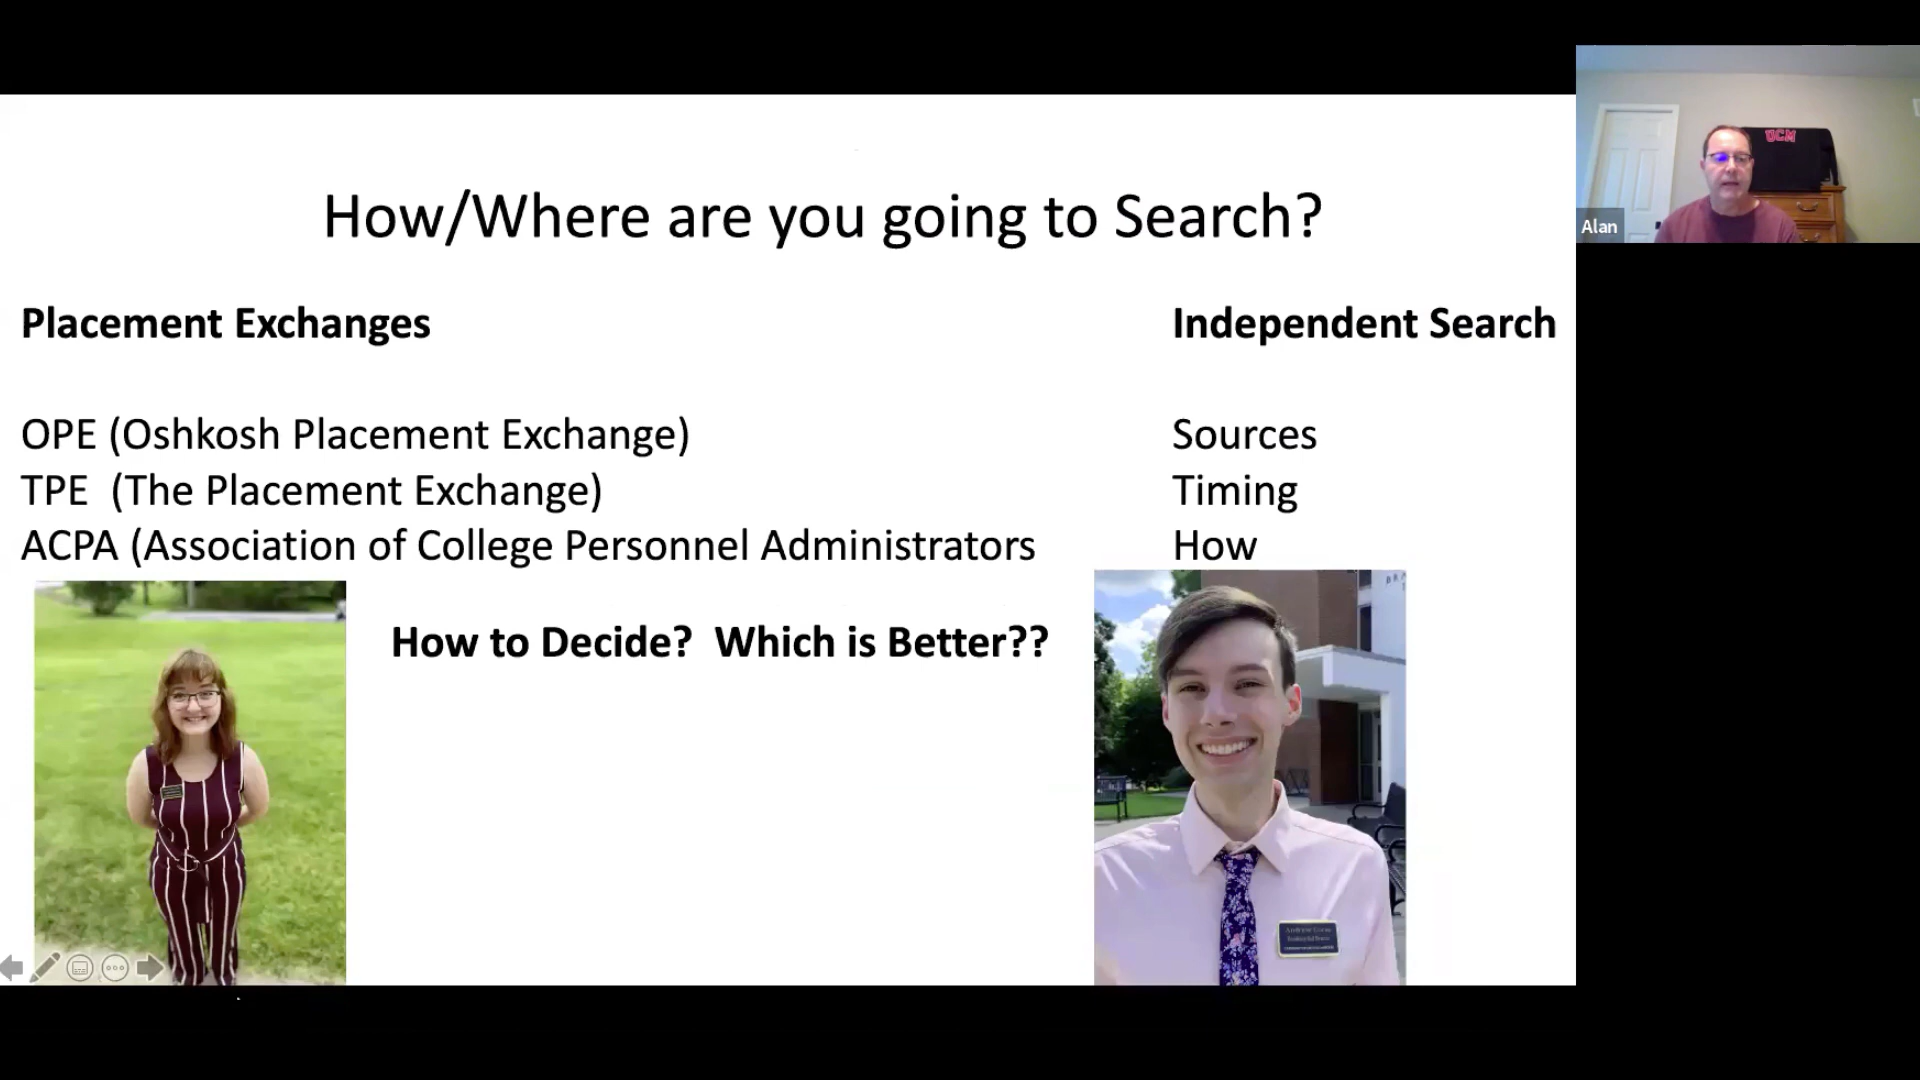 How/Where are you going to Search?
Placement Exchanges
Independent Search
OPE (Oshkosh Placement Exchange)
TPE (The Placement Exchange)
ACPA (Association of College Personnel Administrators
Sources
Timing
How
How to Decide? Which is Better??
UCM
Alan